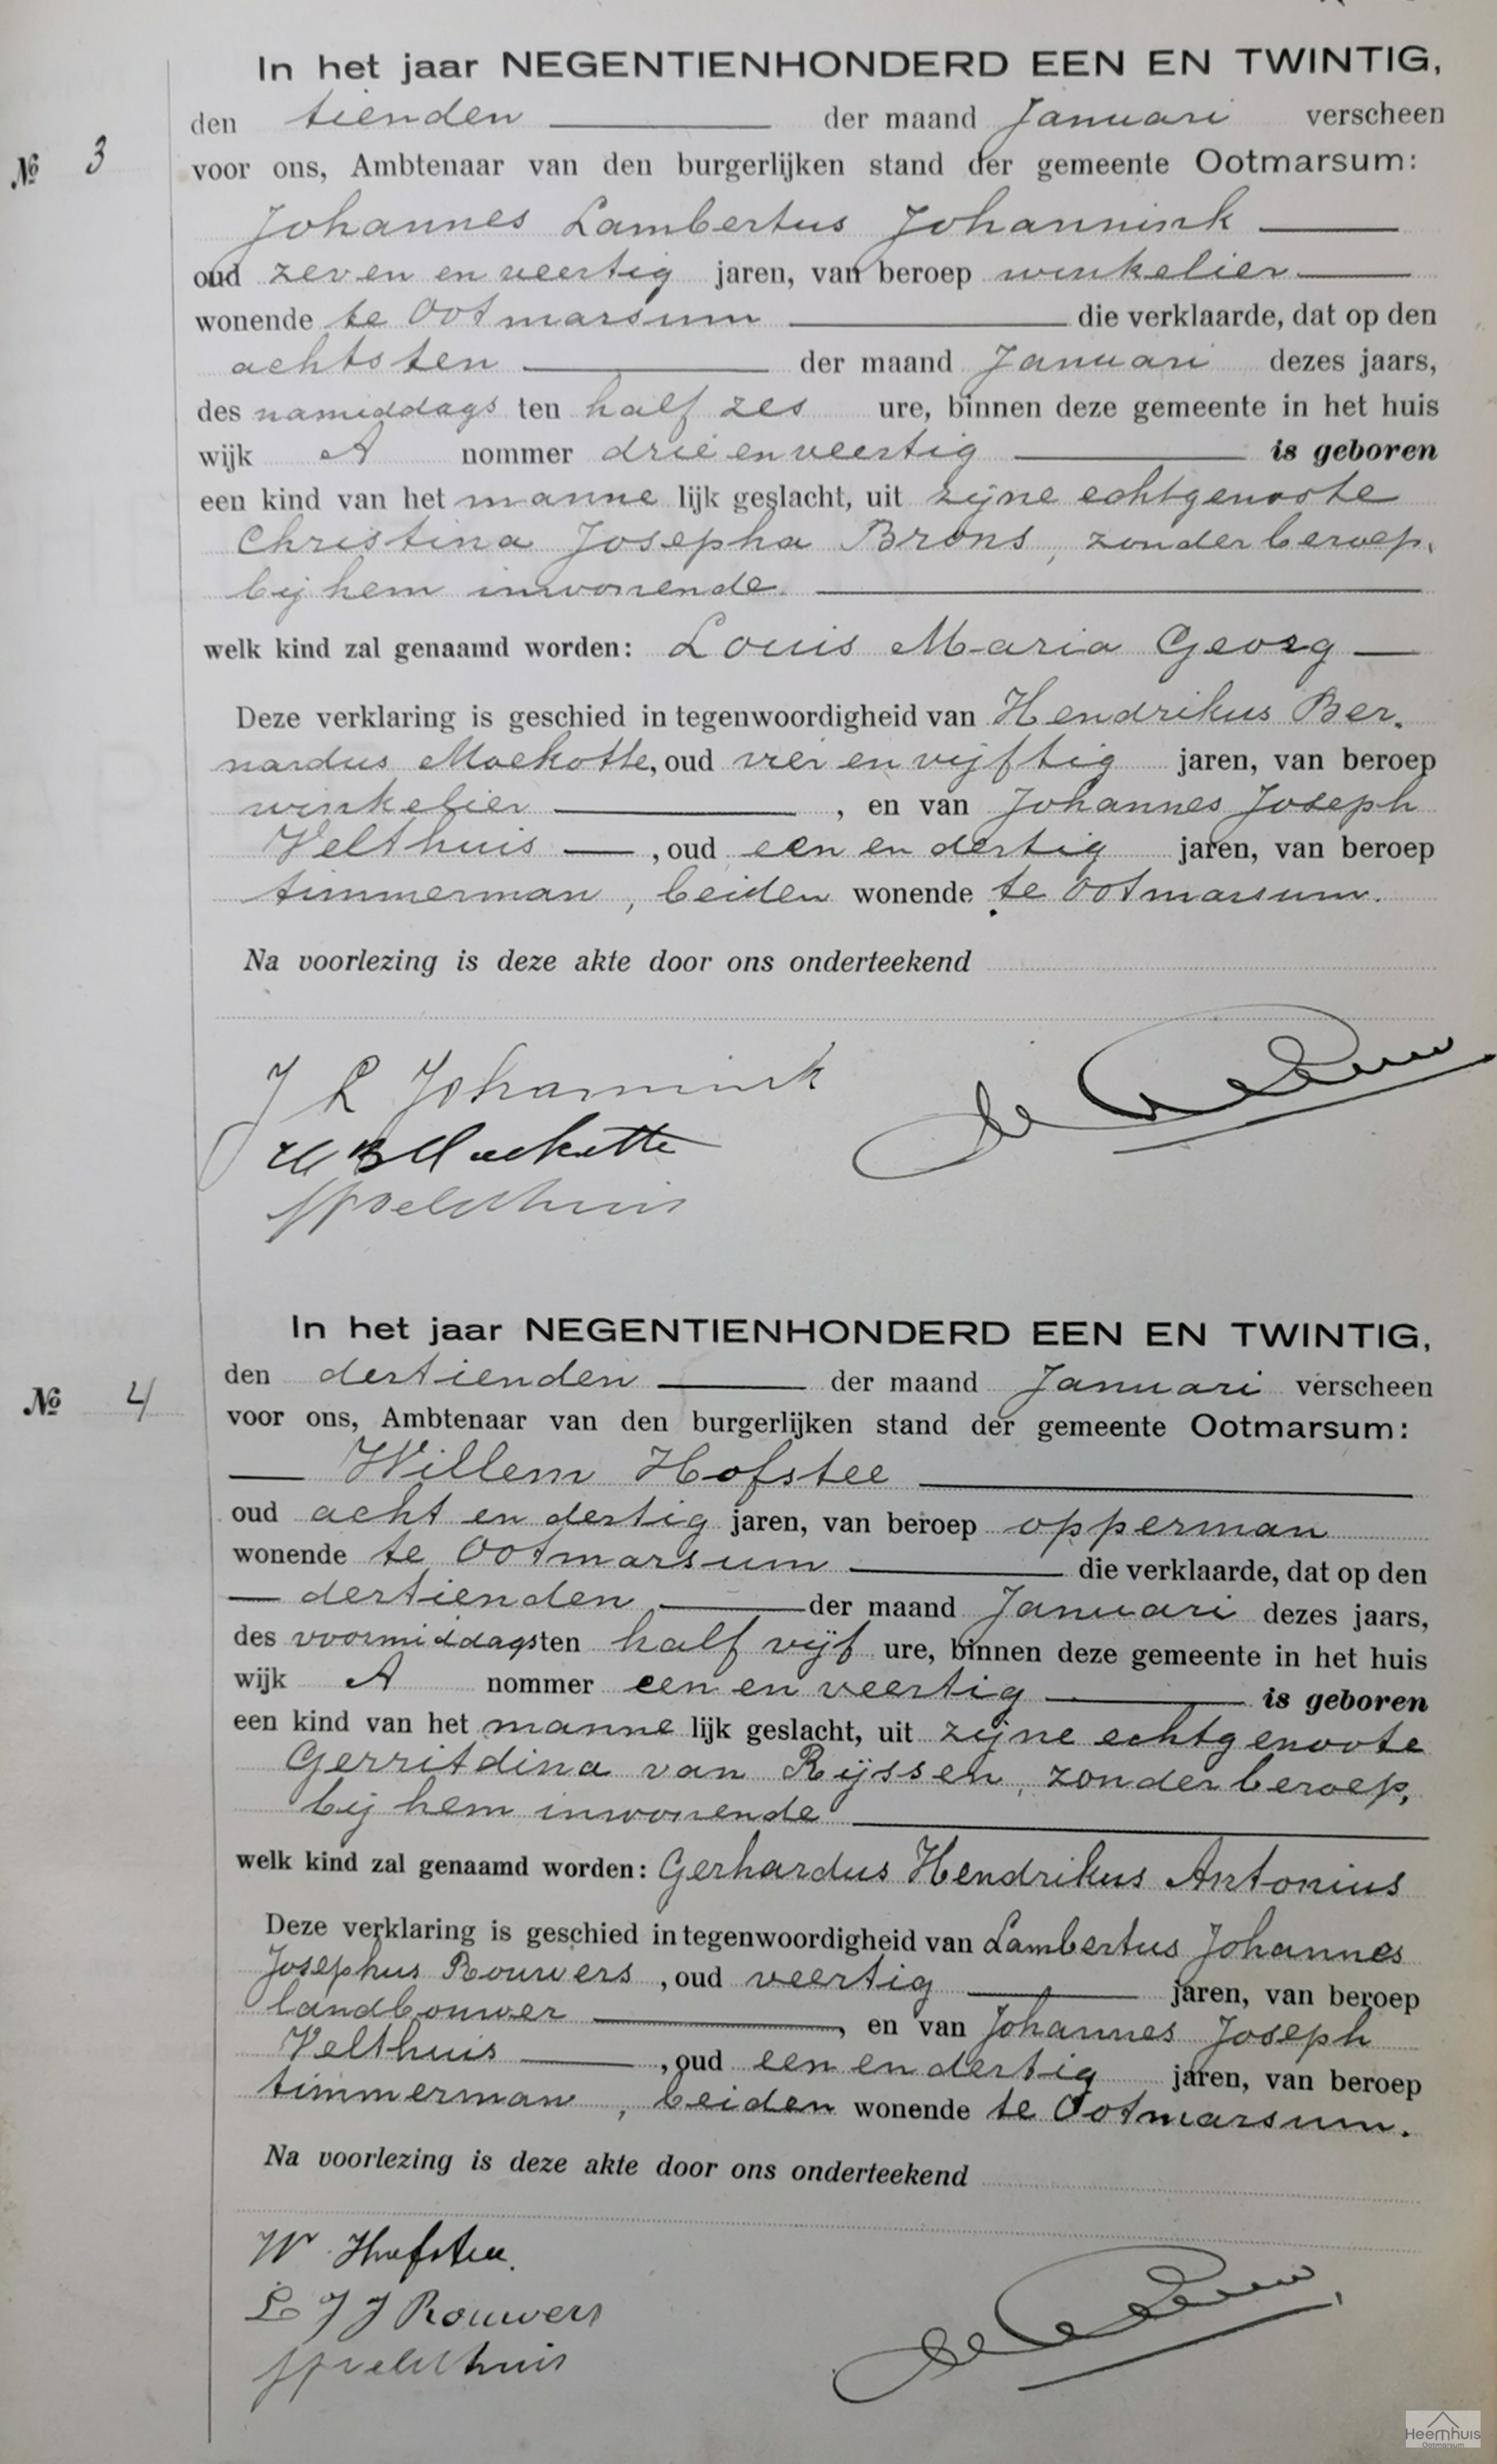 In het jaar NEGENTIENHONDERD EEN EN TWINTIG,
den tienden der maand Januari verscheen
№ 3
voor ons, Ambtenaar van den burgerlijken stand der gemeente Ootmarsum:
Johannes Lambertus Johannink
oud zeven en veertig jaren, van beroep winkelier
wonende te Ootmarsum die verklaarde, dat op den
achtsten der maand Januari dezes jaars,
des namiddags ten half zes ure, binnen deze gemeente in het huis
wijk A nommer drie en veertig is geboren
een kind van het manne lijk geslacht, uit zijne echtgenoote
Christina Josepha Brons, zonder beroep,
bij hem inwonende.
welk kind zal genaamd worden: Louis Maria Georg
Deze verklaring is geschied in tegenwoordigheid van Hendrikus Ber-
nardus Moekotte, oud vier en vijftig jaren, van beroep
winkelier, en van Johannes Joseph
Velthuis, oud een en dertig jaren, van beroep
timmerman, beiden wonende te Ootmarsum.
Na voorlezing is deze akte door ons onderteekend
J L Johannink
H B Moekotte
JJVelthuis
In het jaar NEGENTIENHONDERD EEN EN TWINTIG,
den dertienden der maand Januari verscheen
№ 4
voor ons, Ambtenaar van den burgerlijken stand der gemeente Ootmarsum:
Willem Hofstee
oud acht en dertig jaren, van beroep opperman
wonende te Ootmarsum die verklaarde, dat op den
dertienden der maand Januari dezes jaars,
des voormiddags ten half vijf ure, binnen deze gemeente in het huis
wijk A nommer een en veertig is geboren
een kind van het manne lijk geslacht, uit zijne echtgenoote
Gerritdina van Rijssen, zonder beroep,
bij hem inwonende
welk kind zal genaamd worden: Gerhardus Hendrikus Antonius
Deze verklaring is geschied in tegenwoordigheid van Lambertus Johannes
Josephus Rouwers, oud veertig jaren, van beroep
landbouwer, en van Johannes Joseph
Velthuis, oud een en dertig jaren, van beroep
timmerman, beiden wonende te Ootmarsum.
Na voorlezing is deze akte door ons onderteekend
W Hofstee.
L J J Rouwers
JJVelthuis
Heemhuis
Ootmarsum